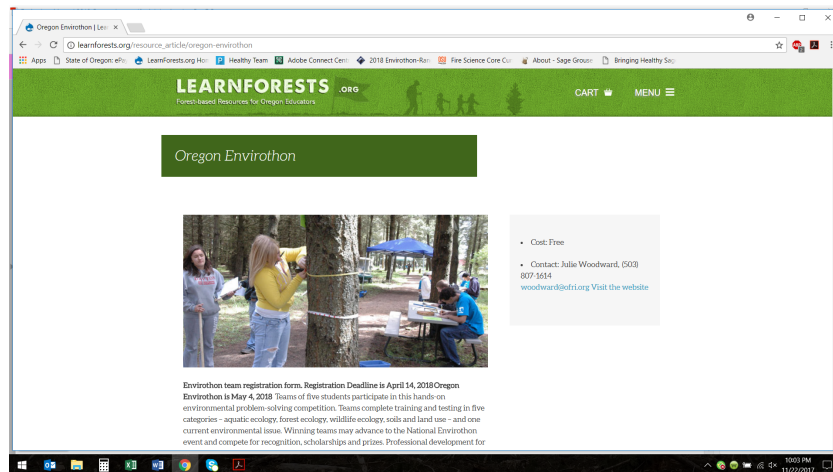 Oregon Envirothon | Lea
learnforests.org/resource_article/oregon-envirothon
Apps State of Oregon: ePay LearnForests.org Hom Healthy Team Adobe Connect Centr 2018 Envirothon-Ran Fire Science Core Cur About - Sage Grouse Bringing Healthy Sag
LEARNFORESTS .ORG
Forest-based Resources for Oregon Educators
CART MENU
Oregon Envirothon
• Cost: Free
• Contact: Julie Woodward, (503)
807-1614
woodward@ofri.org Visit the website
Envirothon team registration form. Registration Deadline is April 14, 2018 Oregon
Envirothon is May 4, 2018 Teams of five students participate in this hands-on
environmental problem-solving competition. Teams complete training and testing in five
categories – aquatic ecology, forest ecology, wildlife ecology, soils and land use – and one
current environmental issue. Winning teams may advance to the National Envirothon
event and compete for recognition, scholarships and prizes. Professional development for
10:03 PM
11/22/2017